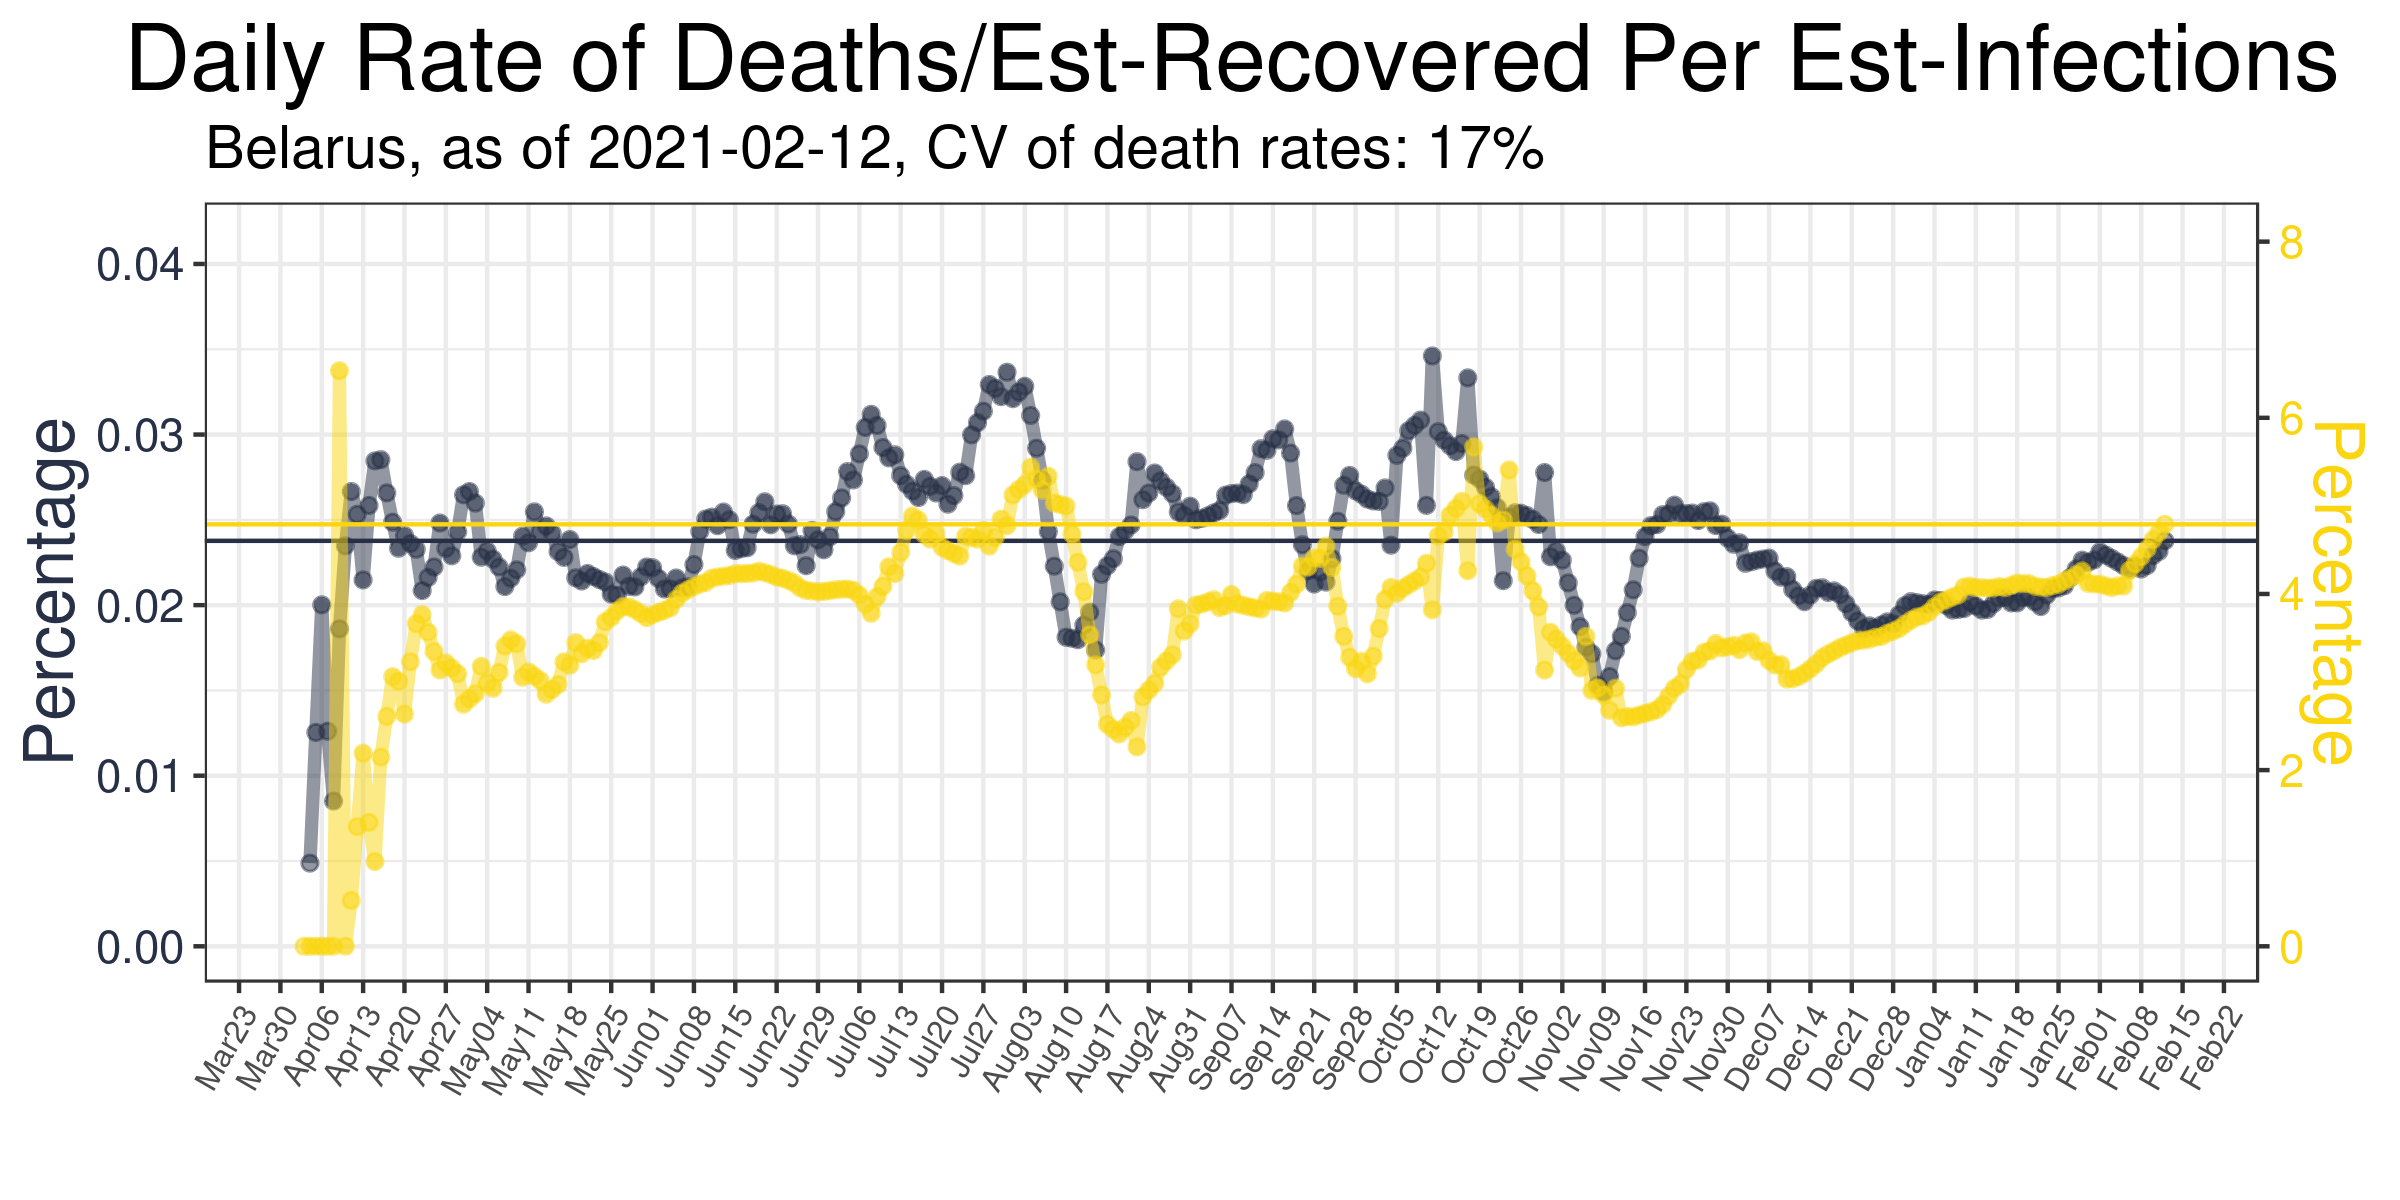 Daily Rate of Deaths/Est-Recovered Per Est-Infections
Belarus, as of 2021-02-12, CV of death rates: 17%
Percentage
0.04
0.03
0.02
0.01
0.00
8
6
4
2
0
Percentage
Mar23
Mar30
Apr06
Apr13
Apr20
Apr27
May04
May11
May18
May25
Jun01
Jun08
Jun15
Jun22
Jun29
Jul06
Jul13
Jul20
Jul27
Aug03
Aug10
Aug17
Aug24
Aug31
Sep07
Sep14
Sep21
Sep28
Oct05
Oct12
Oct19
Oct26
Nov02
Nov09
Nov16
Nov23
Nov30
Dec07
Dec14
Dec21
Dec28
Jan04
Jan11
Jan18
Jan25
Feb01
Feb08
Feb15
Feb22